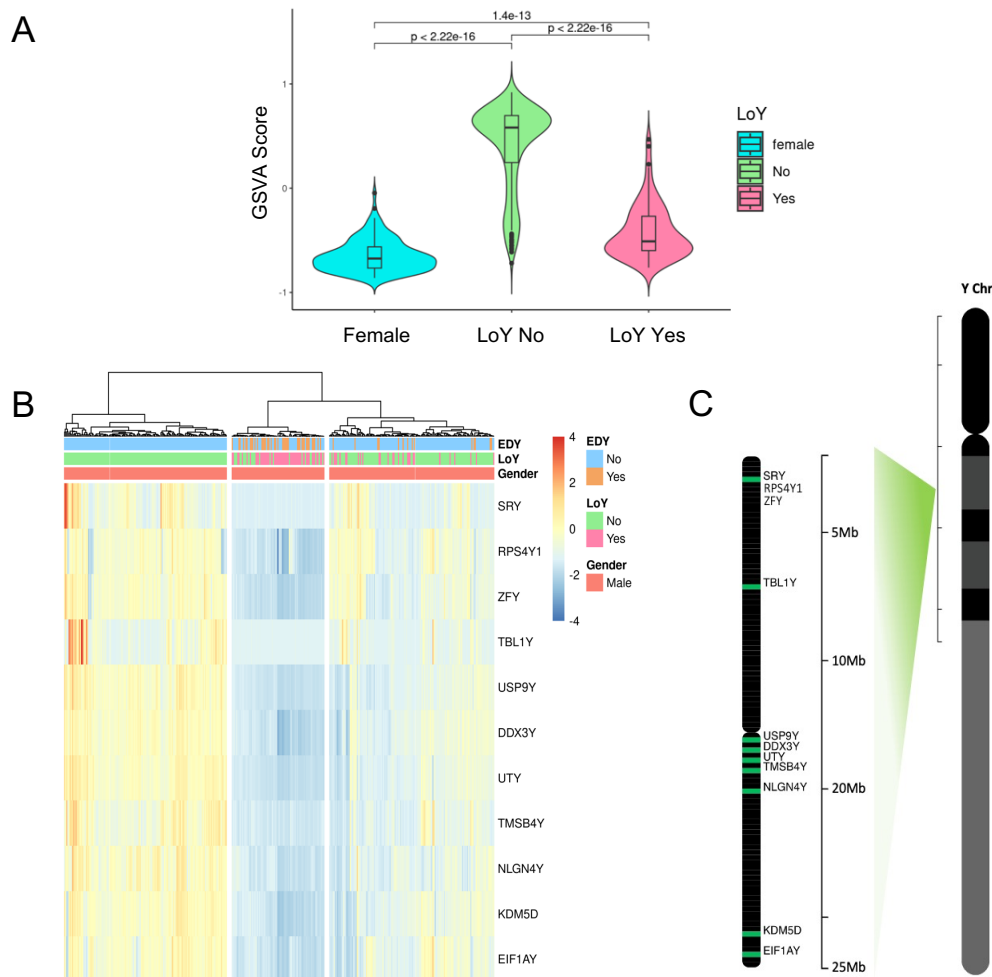 A
1.4e-13
p < 2.22e-16
p < 2.22e-16
GSVA Score
1
0
-1
Female
LoY No
LoY Yes
LoY
female
No
Yes
B
EDY
LoY
Gender
SRY
RPS4Y1
ZFY
TBL1Y
USP9Y
DDX3Y
UTY
TMSB4Y
NLGN4Y
KDM5D
EIF1AY
4
2
0
-2
-4
EDY
No
Yes
LoY
No
Yes
Gender
Male
C
Y Chr
SRY
RPS4Y1
ZFY
TBL1Y
USP9Y
DDX3Y
UTY
TMSB4Y
NLGN4Y
KDM5D
EIF1AY
5Mb
10Mb
20Mb
25Mb